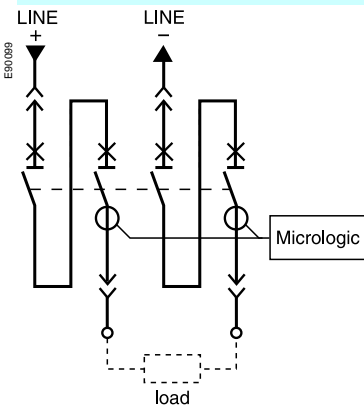 LINE LINE
+ −
E90099
Micrologic
load